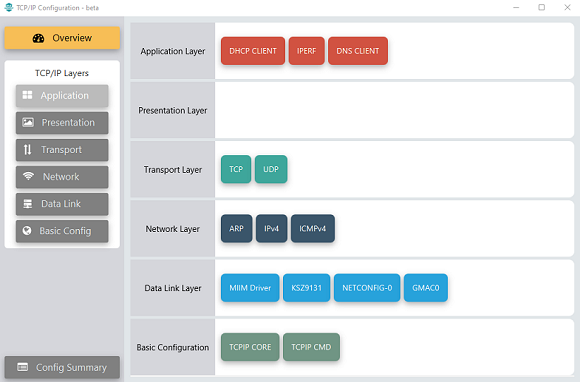 TCP/IP Configuration - beta
Overview
TCP/IP Layers
Application
Presentation
Transport
Network
Data Link
Basic Config
Config Summary
Application Layer
DHCP CLIENT IPERF DNS CLIENT
Presentation Layer
Transport Layer
TCP UDP
Network Layer
ARP IPv4 ICMPv4
Data Link Layer
MIIM Driver KSZ9131 NETCONFIG-0 GMAC0
Basic Configuration
TCPIP CORE TCPIP CMD